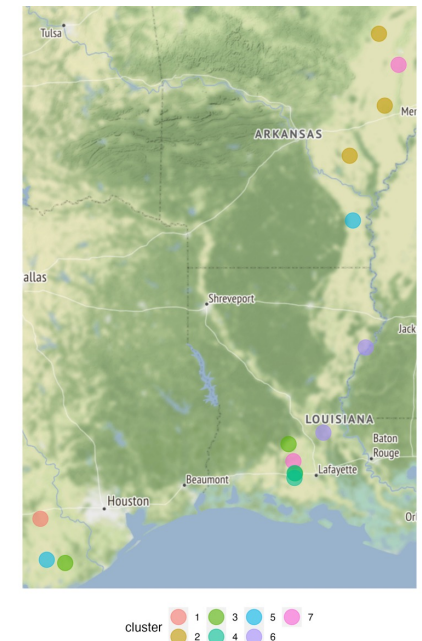 Tulsa
Mer
ARKANSAS
allas
Shreveport
Jack
LOUISIANA
Baton
Rouge
Lafayette
Beaumont
Houston
Or
cluster
1 3 5 7
2 4 6